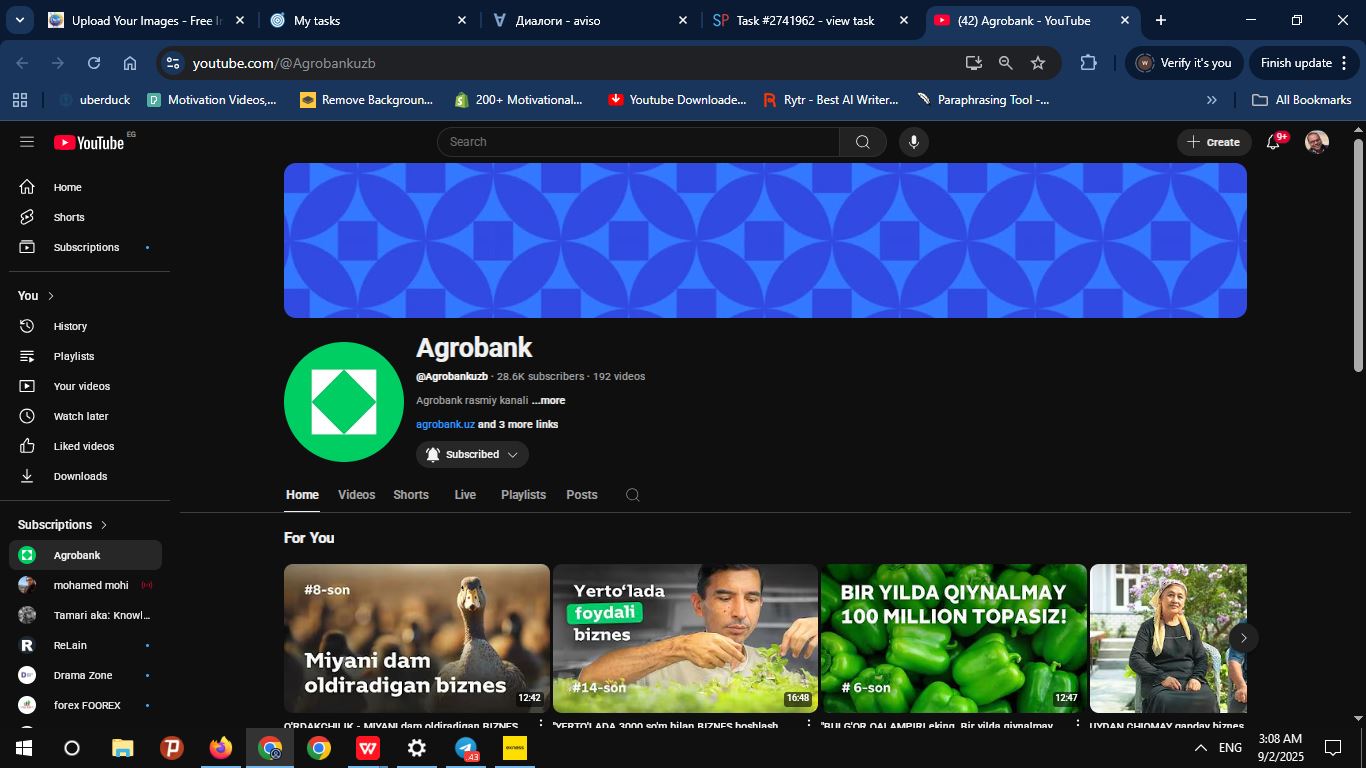 Upload Your Images - Free I
My tasks
Диалоги - aviso
SP Task #2741962 - view task
(42) Agrobank - YouTube
youtube.com/@Agrobankuzb
W Verify it's you
Finish update
uberduck
Motivation Videos,...
Remove Backgroun...
200+ Motivational...
Youtube Downloade...
Rytr - Best AI Writer...
Paraphrasing Tool -...
All Bookmarks
YouTube EG
Search
Create
9+
Home
Shorts
Subscriptions
You
History
Playlists
Your videos
Watch later
Liked videos
Downloads
Subscriptions
Agrobank
mohamed mohi
Tamari aka: Knowl...
ReLain
Drama Zone
forex FOOREX
Agrobank
@Agrobankuzb · 28.6K subscribers · 192 videos
Agrobank rasmiy kanali ...more
agrobank.uz and 3 more links
Subscribed
Home Videos Shorts Live Playlists Posts
For You
#8-son
Miyani dam
oldiradigan biznes
12:42
Yerto‘lada
foydali
biznes
#14-son
16:48
BIR YILDA QIYNALMAY
100 MILLION TOPASIZ!
# 6-son
12:47
O'RDAKCHILIK - MIYANI dam oldiradigan BIZNES
"YERTO'LADA 3000 so'm bilan BIZNES boshlash
"BULG'OR QALAMPIRI eking. Bir yilda qiynalmay
UYDAN CHIQMAY qanday biznes
43
exness
ENG
3:08 AM
9/2/2025